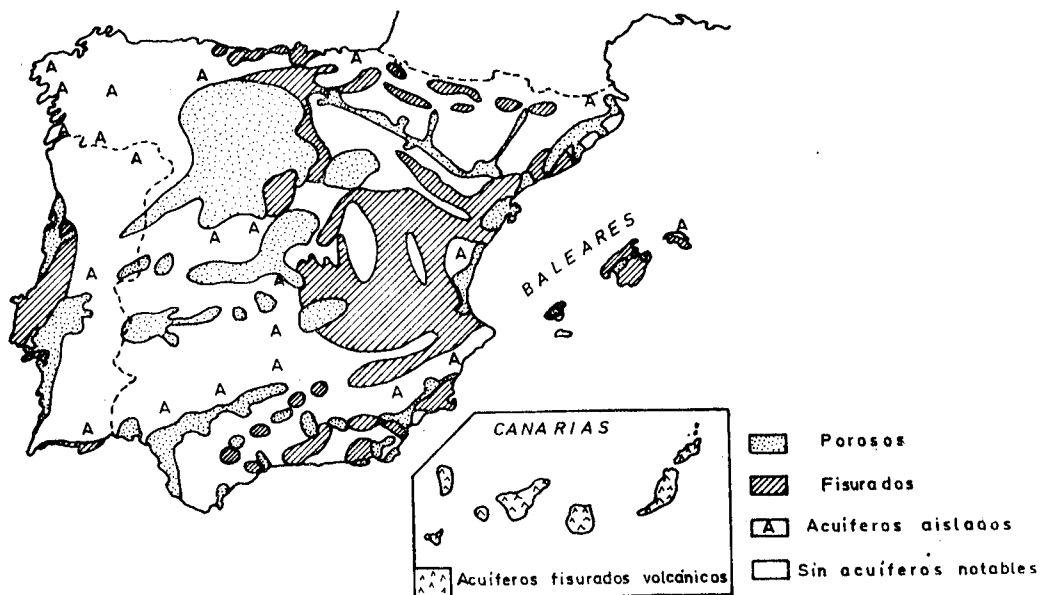 A A A A A A A A A A A A A A A A A A A A A A
BALEARES
CANARIAS
Acuíferos fisurados volcánicos
Porosos
Fisurados
A Acuíferos aislados
Sin acuíferos notables